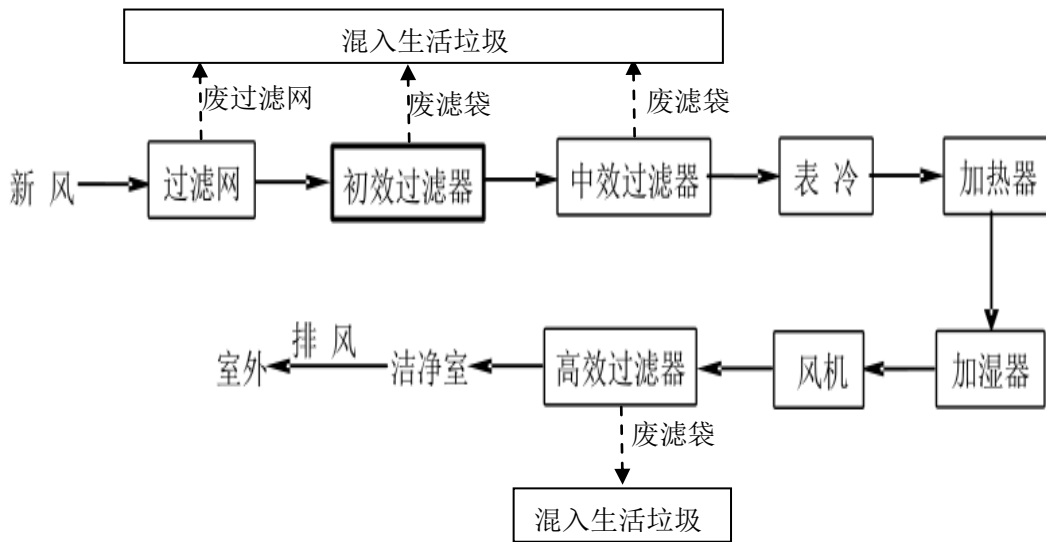 混入生活垃圾
废过滤网
废滤袋
废滤袋
新风
过滤网
初效过滤器
中效过滤器
表冷
加热器
加湿器
风机
高效过滤器
洁净室
排风
室外
废滤袋
混入生活垃圾